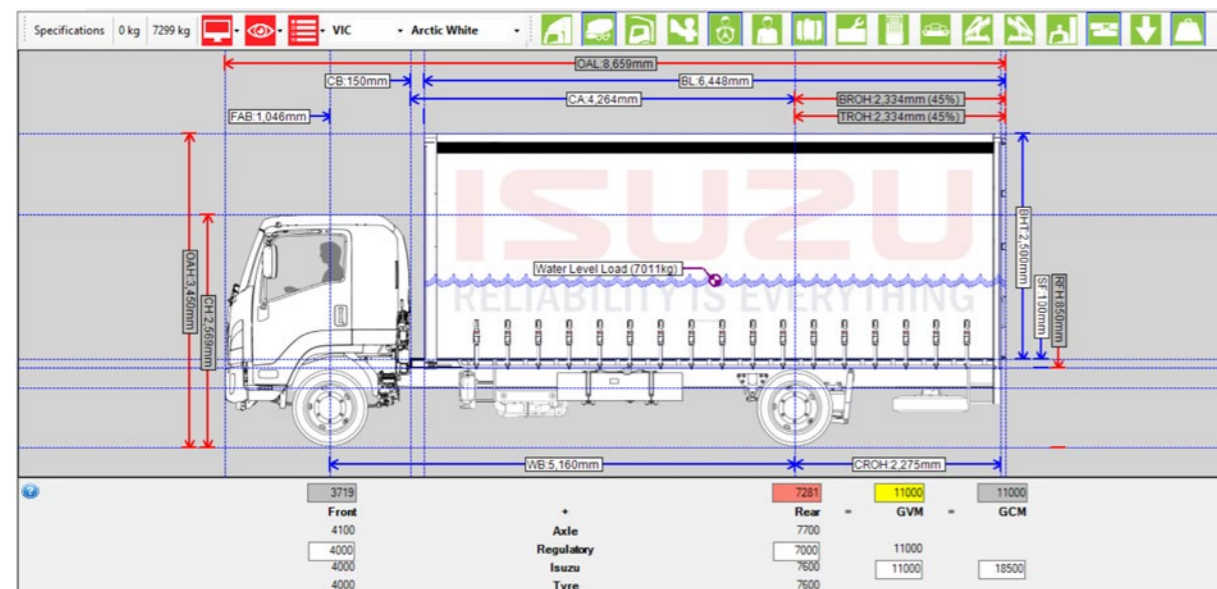 Specifications 0 kg 7299 kg VIC Arctic White
OAL:8,659mm
CB:150mm BL:6,448mm
CA:4,264mm BROH:2,334mm (45%)
FAB:1,046mm TROH:2,334mm (45%)
ISUZU
RELIABILITY IS EVERYTHING
Water Level Load (7011kg)
OAH:3,450mm
CH:2,569mm
BHT:2,500mm
SF:100mm
RFH:850mm
WB:5,160mm CROH:2,275mm
3719 7281 11000 11000
Front + Rear = GVM = GCM
4100 Axle 7700
4000 Regulatory 7000 11000
4000 Isuzu 7600 11000 18500
4000 Tyre 7600